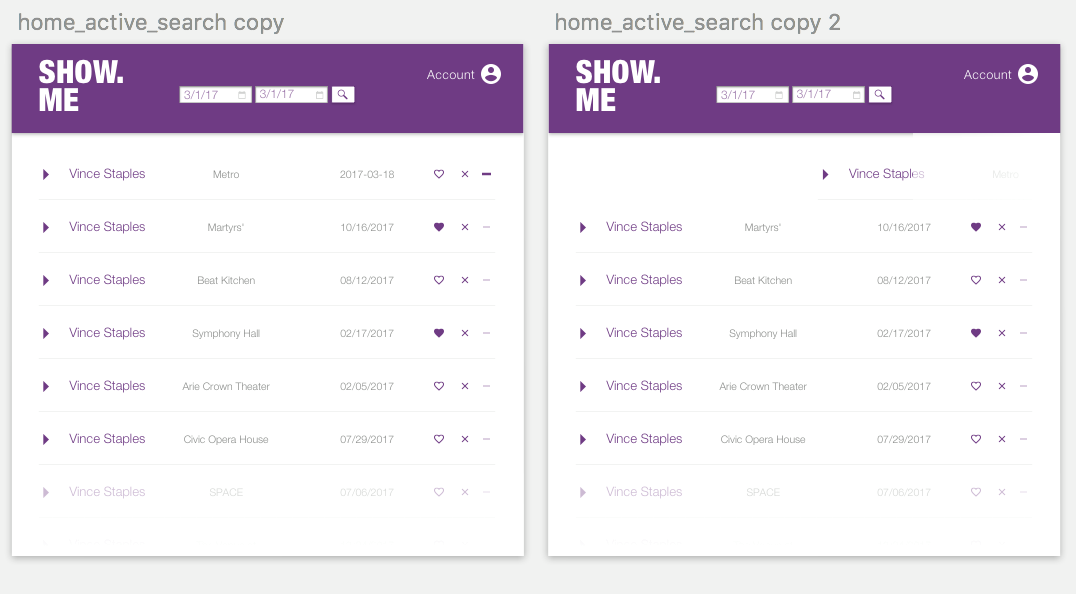 home_active_search copy
SHOW.
ME
3/1/17 3/1/17
Account
Vince Staples Metro 2017-03-18
Vince Staples Martyrs' 10/16/2017
Vince Staples Beat Kitchen 08/12/2017
Vince Staples Symphony Hall 02/17/2017
Vince Staples Arie Crown Theater 02/05/2017
Vince Staples Civic Opera House 07/29/2017
Vince Staples SPACE 07/06/2017
home_active_search copy 2
SHOW.
ME
3/1/17 3/1/17
Account
Vince Staples Metro
Vince Staples Martyrs' 10/16/2017
Vince Staples Beat Kitchen 08/12/2017
Vince Staples Symphony Hall 02/17/2017
Vince Staples Arie Crown Theater 02/05/2017
Vince Staples Civic Opera House 07/29/2017
Vince Staples SPACE 07/06/2017